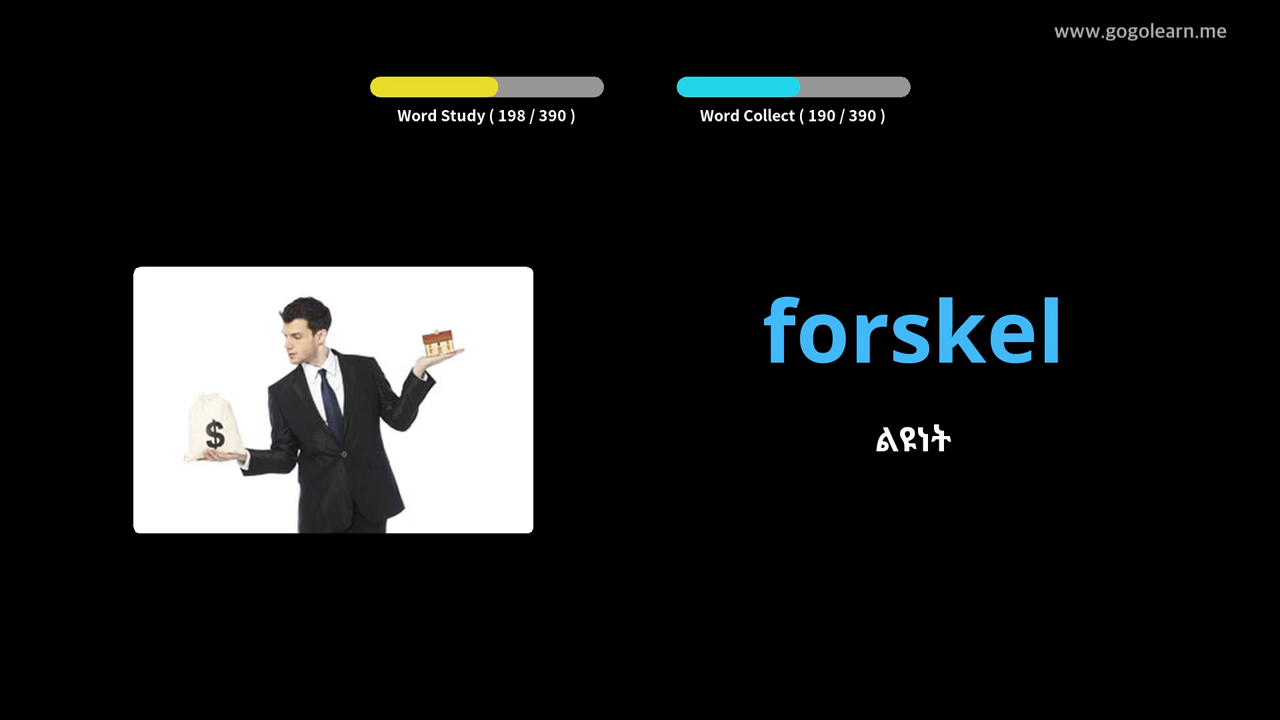 www.gogolearn.me
Word Study ( 198 / 390 )
Word Collect ( 190 / 390 )
$
forskel
ልዩነት